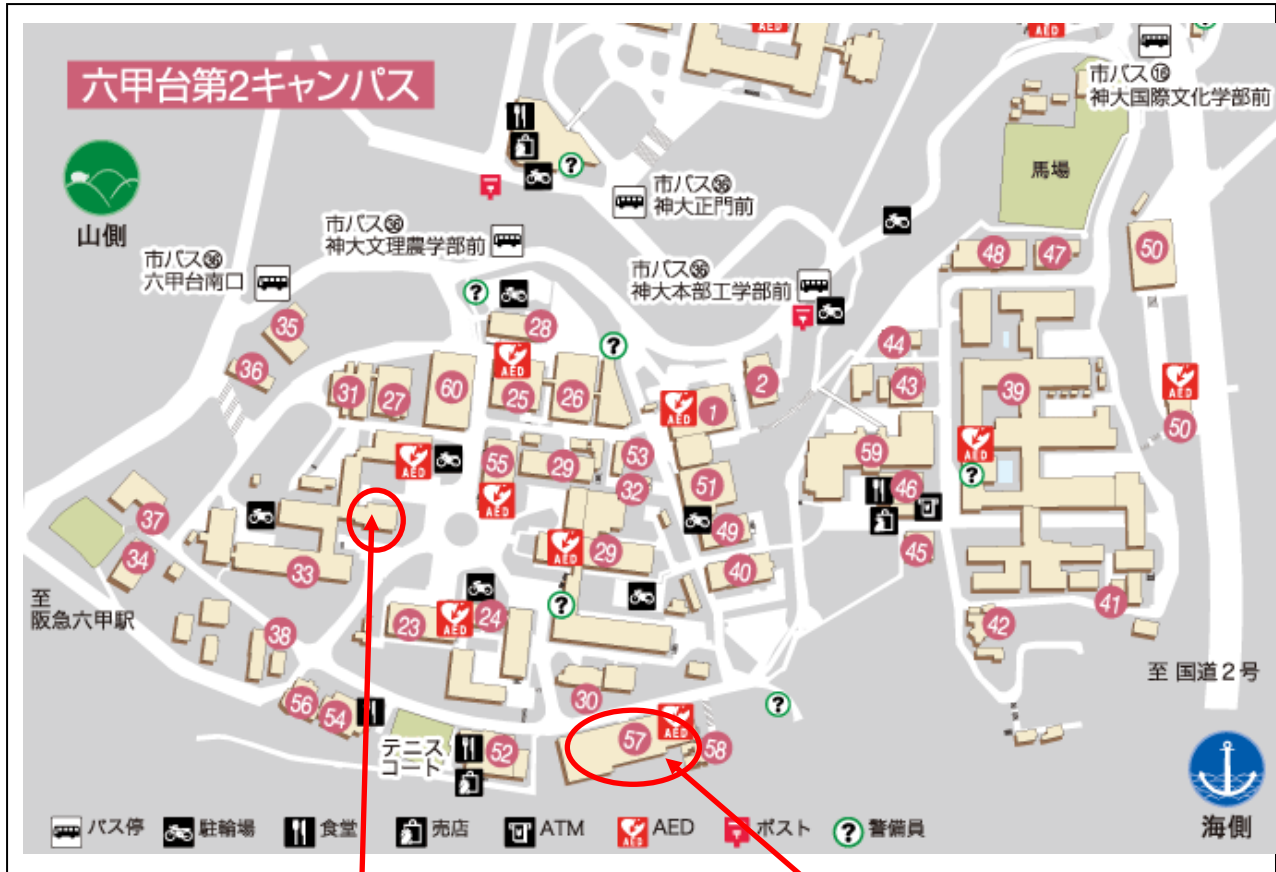 六甲台第2キャンパス
市バス⑯
神大国際文化学部前
馬場
山側
市バス㊱
神大正門前
市バス㊱
神大文理農学部前
市バス㊱
六甲台南口
市バス㊱
神大本部工学部前
48
47
50
28
35
36
44
2
31
27
60
25
26
1
43
39
AED
AED
AED
AED
AED
50
53
55
29
32
51
59
46
AED
AED
37
49
34
33
29
40
45
AED
41
至
阪急六甲駅
23
AED
24
38
42
30
至 国道2号
56
54
AED
テニス
コート
52
57
58
バス停
駐輪場
食堂
売店
ATM
AED
AED
ポスト
警備員
海側